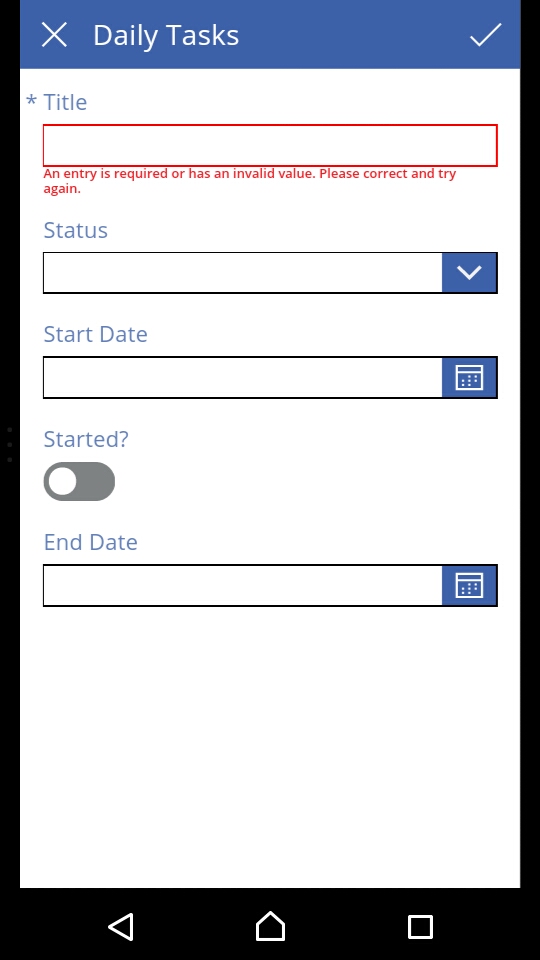 Daily Tasks
* Title
An entry is required or has an invalid value. Please correct and try
again.
Status
Start Date
Started?
End Date